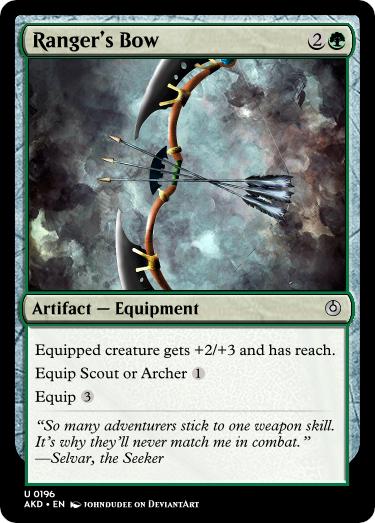 Ranger's Bow 2
Artifact — Equipment
Equipped creature gets +2/+3 and has reach.
Equip Scout or Archer 1
Equip 3
“So many adventurers stick to one weapon skill.
It's why they'll never match me in combat.”
—Selvar, the Seeker
U 0196
AKD • EN JOHNDUDEE ON DEVIANTART